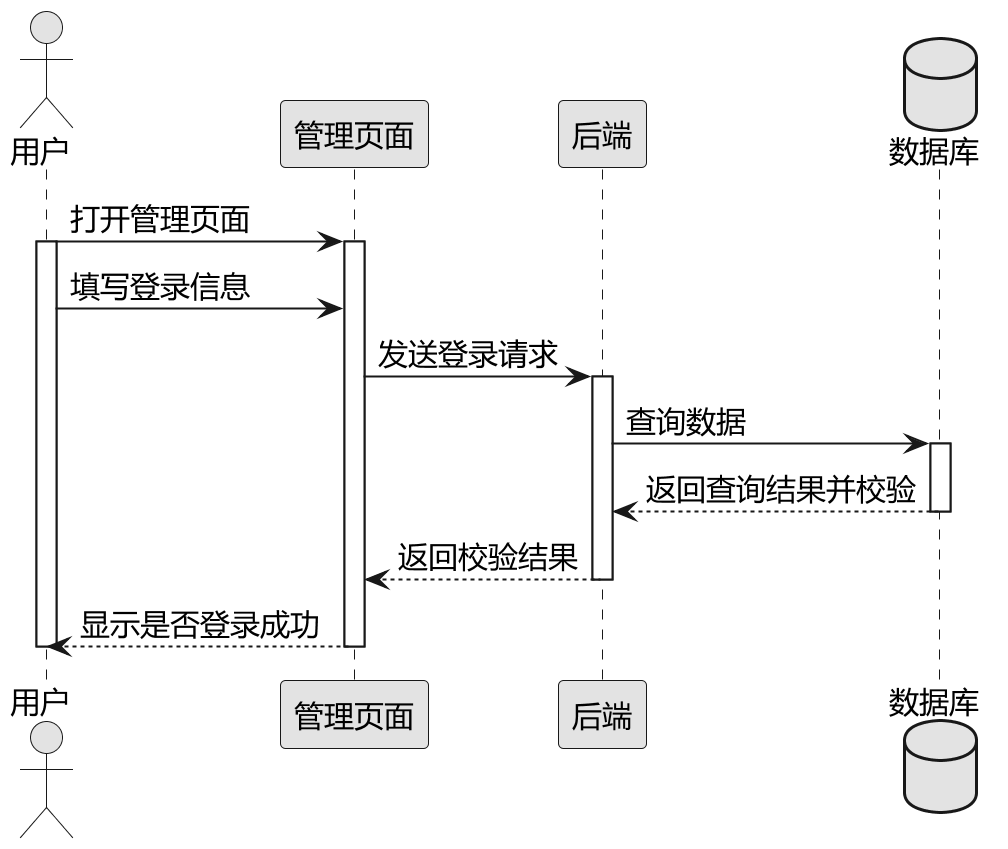 用户
管理页面
后端
数据库
打开管理页面
填写登录信息
发送登录请求
查询数据
返回查询结果并校验
返回校验结果
显示是否登录成功
用户
管理页面
后端
数据库